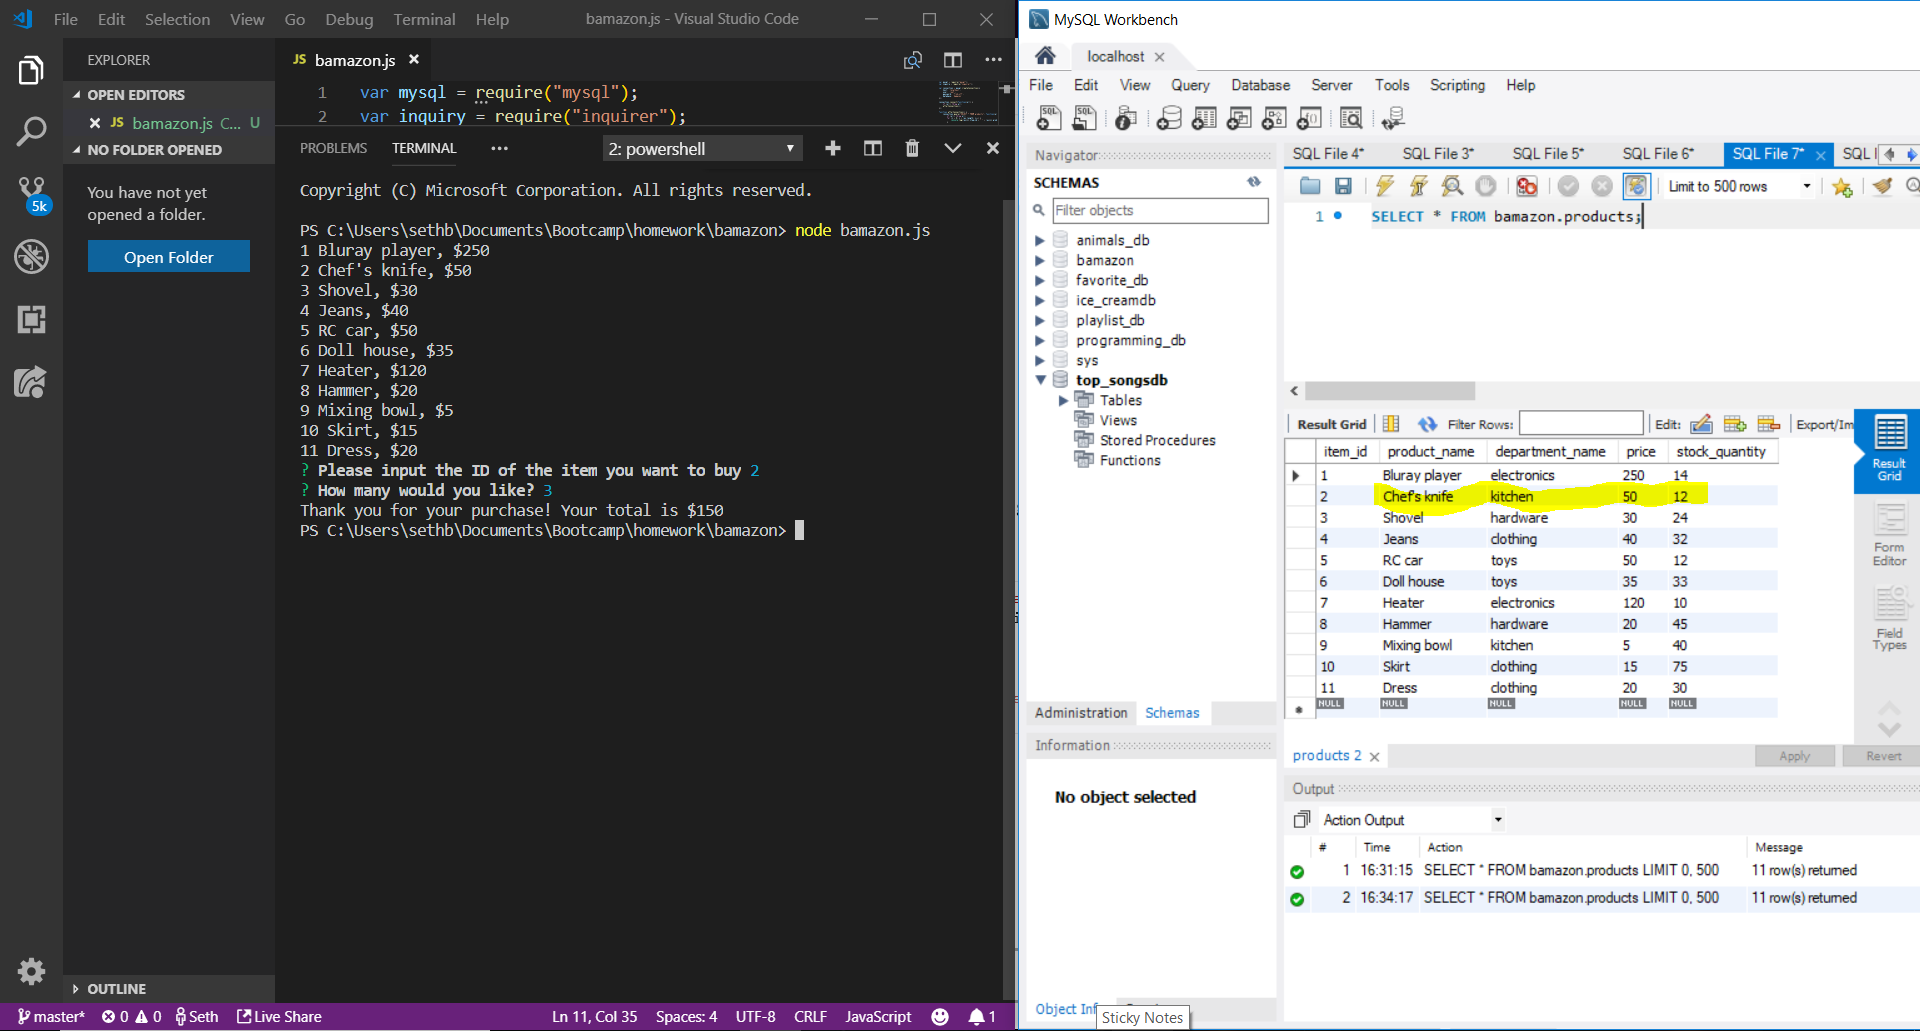 File Edit Selection View Go Debug Terminal Help
bamazon.js - Visual Studio Code
EXPLORER
OPEN EDITORS
JS bamazon.js C... U
NO FOLDER OPENED
You have not yet
opened a folder.
Open Folder
5k
OUTLINE
JS bamazon.js
1 var mysql = require("mysql");
2 var inquiry = require("inquirer");
PROBLEMS TERMINAL ••• 2: powershell
Copyright (C) Microsoft Corporation. All rights reserved.
PS C:\Users\sethb\Documents\Bootcamp\homework\bamazon> node bamazon.js
1 Bluray player, $250
2 Chef's knife, $50
3 Shovel, $30
4 Jeans, $40
5 RC car, $50
6 Doll house, $35
7 Heater, $120
8 Hammer, $20
9 Mixing bowl, $5
10 Skirt, $15
11 Dress, $20
? Please input the ID of the item you want to buy 2
? How many would you like? 3
Thank you for your purchase! Your total is $150
PS C:\Users\sethb\Documents\Bootcamp\homework\bamazon>
master* 0 0 Seth Live Share Ln 11, Col 35 Spaces: 4 UTF-8 CRLF JavaScript 1
MySQL Workbench
localhost
File Edit View Query Database Server Tools Scripting Help
Navigator
SCHEMAS
Filter objects
animals_db
bamazon
favorite_db
ice_creamdb
playlist_db
programming_db
sys
top_songsdb
Tables
Views
Stored Procedures
Functions
Administration Schemas
Information
No object selected
Object Inf
Sticky Notes
SQL File 4* SQL File 3* SQL File 5* SQL File 6* SQL File 7*
Limit to 500 rows
1 SELECT * FROM bamazon.products;
Result Grid Filter Rows: Edit: Export/Im
item_id product_name department_name price stock_quantity
1 Bluray player electronics 250 14
2 Chef's knife kitchen 50 12
3 Shovel hardware 30 24
4 Jeans clothing 40 32
5 RC car toys 50 12
6 Doll house toys 35 33
7 Heater electronics 120 10
8 Hammer hardware 20 45
9 Mixing bowl kitchen 5 40
10 Skirt clothing 15 75
11 Dress clothing 20 30
NULL NULL NULL NULL NULL
Result
Grid
Form
Editor
Field
Types
products 2
Apply Revert
Output
Action Output
# Time Action Message
1 16:31:15 SELECT * FROM bamazon.products LIMIT 0, 500 11 row(s) returned
2 16:34:17 SELECT * FROM bamazon.products LIMIT 0, 500 11 row(s) returned